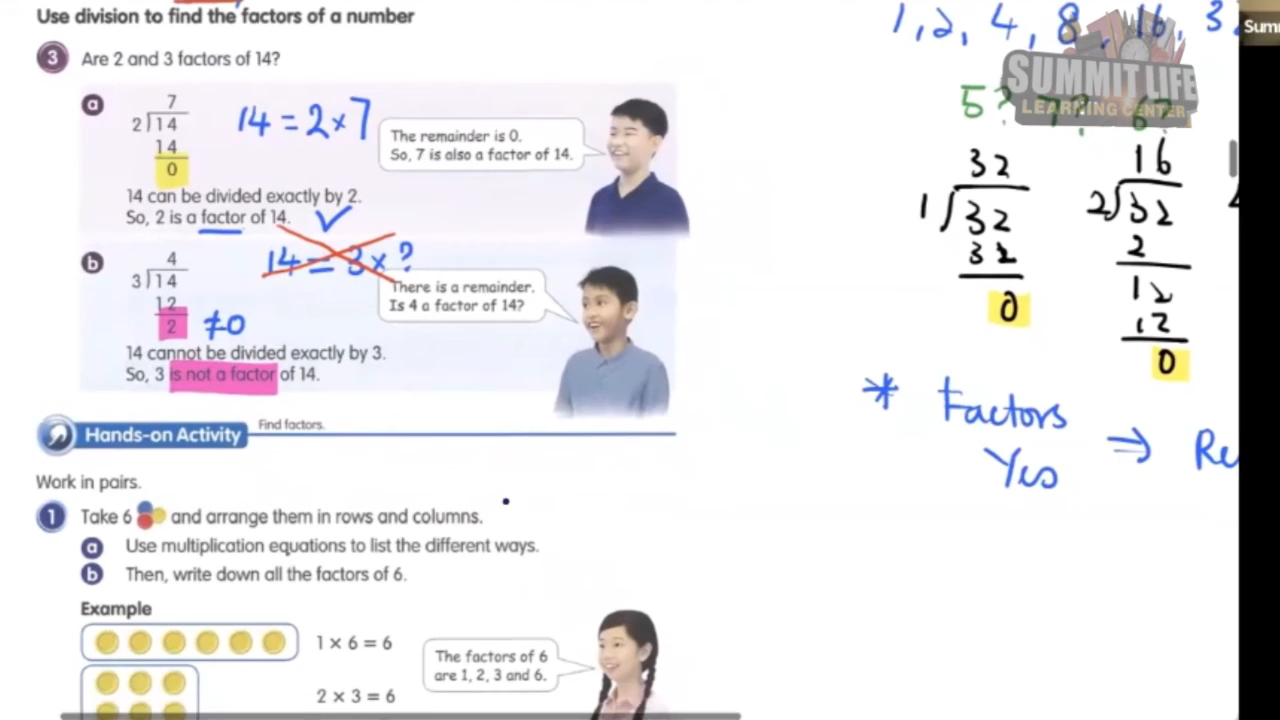 Use division to find the factors of a number
3 Are 2 and 3 factors of 14?
a
7
2 14
14
0
14 = 2 × 7
The remainder is 0.
So, 7 is also a factor of 14.
14 can be divided exactly by 2.
So, 2 is a factor of 14.
b
4
3 14
12
2 ≠0
14 = 3 × ?
There is a remainder.
Is 4 a factor of 14?
14 cannot be divided exactly by 3.
So, 3 is not a factor of 14.
Hands-on Activity Find factors.
Work in pairs.
1 Take 6 and arrange them in rows and columns.
a Use multiplication equations to list the different ways.
b Then, write down all the factors of 6.
Example
1 × 6 = 6
2 × 3 = 6
The factors of 6
are 1, 2, 3 and 6.
1, 2, 4, 8, 16, 3
SUMMIT LIFE
LEARNING CENTER
5? 7? 6?
32
1 32
32
0
16
2 32
2
12
12
0
* Factors
Yes ⇒ Re
Summ